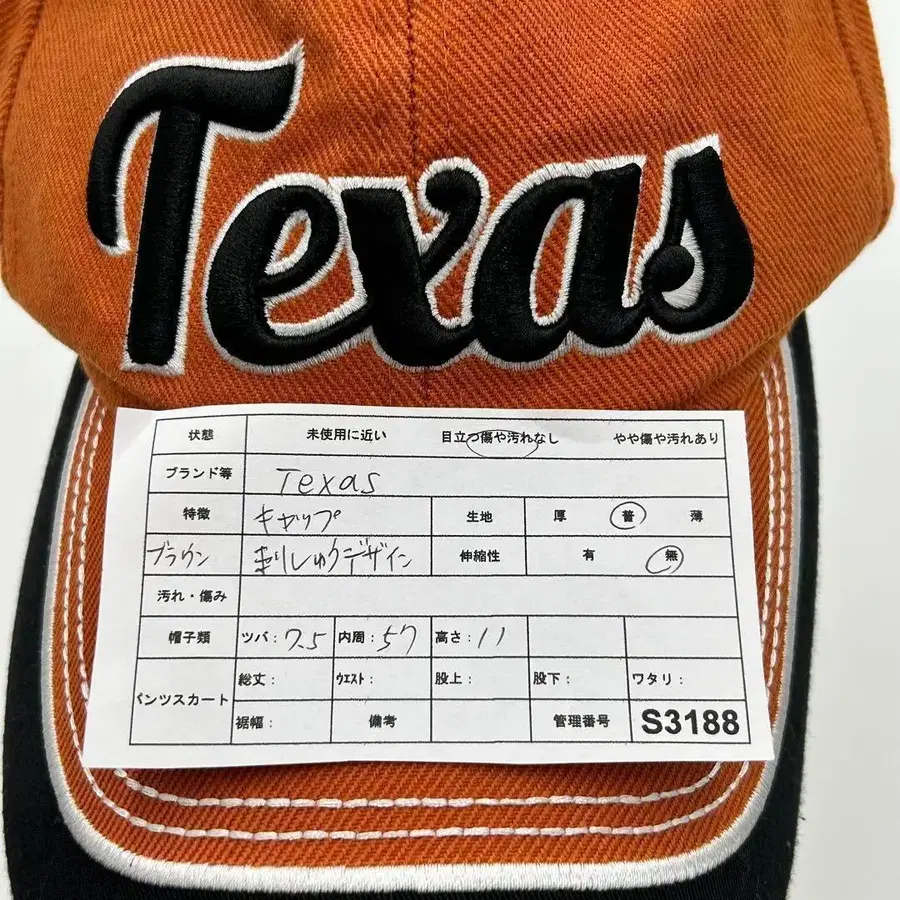 Texas
状態 未使用に近い 目立つ傷や汚れなし やや傷や汚れあり
ブランド等 Texas
特徴 キャップ 生地 厚 普 薄
ブラウン 刺しゅうデザイン 伸縮性 有 無
汚れ・傷み
帽子類 ツバ:7.5 内周:57 高さ:11
パンツスカート 総丈: ウエスト: 股上: 股下: ワタリ:
裾幅: 備考 管理番号 S3188